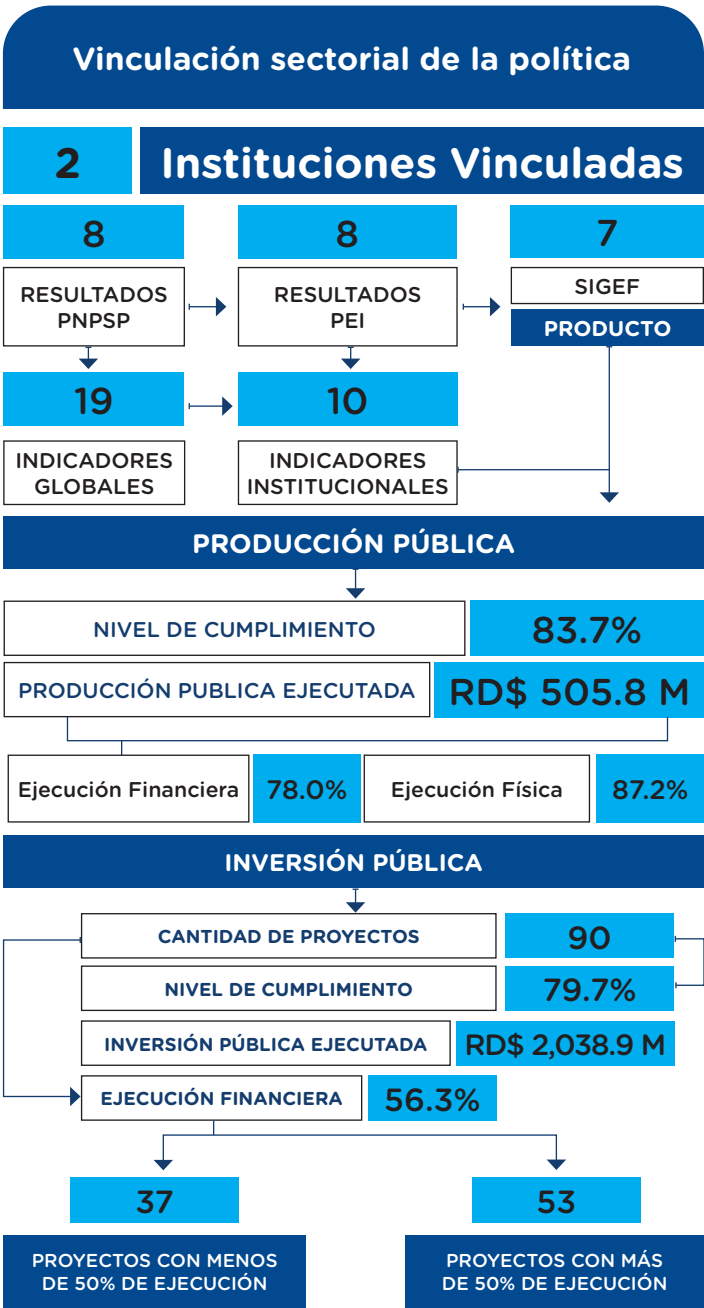 Vinculación sectorial de la política
2 Instituciones Vinculadas
8
8
7
RESULTADOS
PNPSP
RESULTADOS
PEI
SIGEF
PRODUCTO
19
10
INDICADORES
GLOBALES
INDICADORES
INSTITUCIONALES
PRODUCCIÓN PÚBLICA
NIVEL DE CUMPLIMIENTO 83.7%
PRODUCCIÓN PUBLICA EJECUTADA RD$ 505.8 M
Ejecución Financiera 78.0% Ejecución Física 87.2%
INVERSIÓN PÚBLICA
CANTIDAD DE PROYECTOS 90
NIVEL DE CUMPLIMIENTO 79.7%
INVERSIÓN PÚBLICA EJECUTADA RD$ 2,038.9 M
EJECUCIÓN FINANCIERA 56.3%
37
53
PROYECTOS CON MENOS
DE 50% DE EJECUCIÓN
PROYECTOS CON MÁS
DE 50% DE EJECUCIÓN